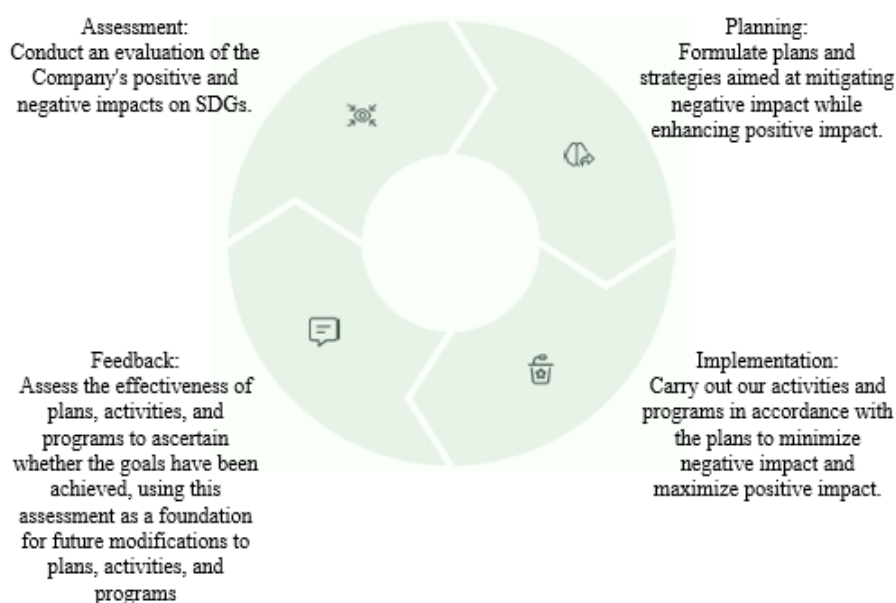 Assessment:
Conduct an evaluation of the
Company's positive and
negative impacts on SDGs.
Planning:
Formulate plans and
strategies aimed at mitigating
negative impact while
enhancing positive impact.
Implementation:
Carry out our activities and
programs in accordance with
the plans to minimize
negative impact and
maximize positive impact.
Feedback:
Assess the effectiveness of
plans, activities, and
programs to ascertain
whether the goals have been
achieved, using this
assessment as a foundation
for future modifications to
plans, activities, and
programs